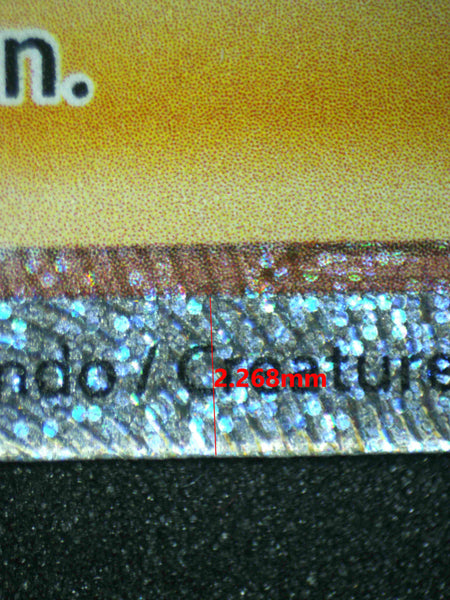 n.
ndo / Creature
2.268mm